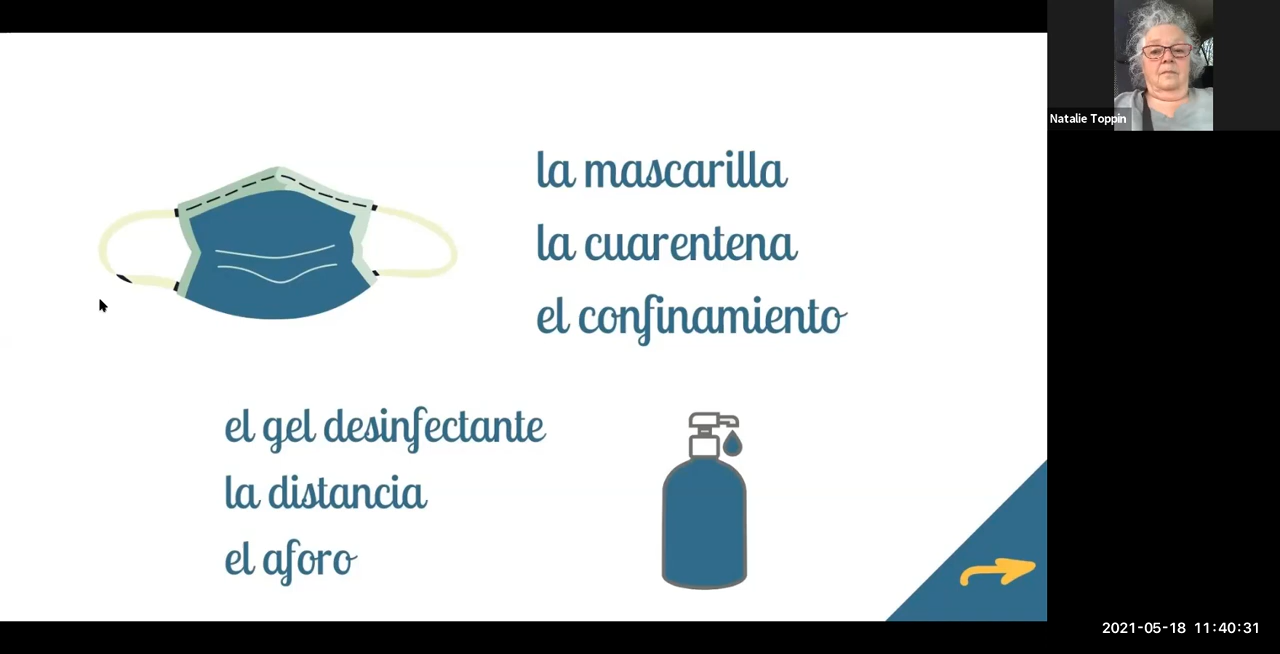 Natalie Toppin
la mascarilla
la cuarentena
el confinamiento
el gel desinfectante
la distancia
el aforo
2021-05-18 11:40:31